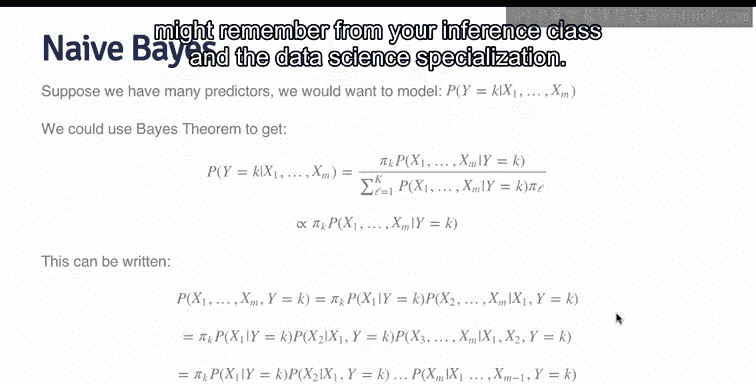 might remember from your inference class
and the data science specialization.
Naive Bayes
Suppose we have many predictors, we would want to model: P(Y = k|X₁, … , Xₘ)
We could use Bayes Theorem to get:
P(Y = k|X₁, … , Xₘ) = πₖP(X₁, … , Xₘ|Y = k) / ∑ᴷℓ₌₁ P(X₁, … , Xₘ|Y = k)πℓ
∝ πₖP(X₁, … , Xₘ|Y = k)
This can be written:
P(X₁, … , Xₘ, Y = k) = πₖP(X₁|Y = k)P(X₂, … , Xₘ|X₁, Y = k)
= πₖP(X₁|Y = k)P(X₂|X₁, Y = k)P(X₃, … , Xₘ|X₁, X₂, Y = k)
= πₖP(X₁|Y = k)P(X₂|X₁, Y = k) … P(Xₘ|X₁ … , Xₘ₋₁, Y = k)